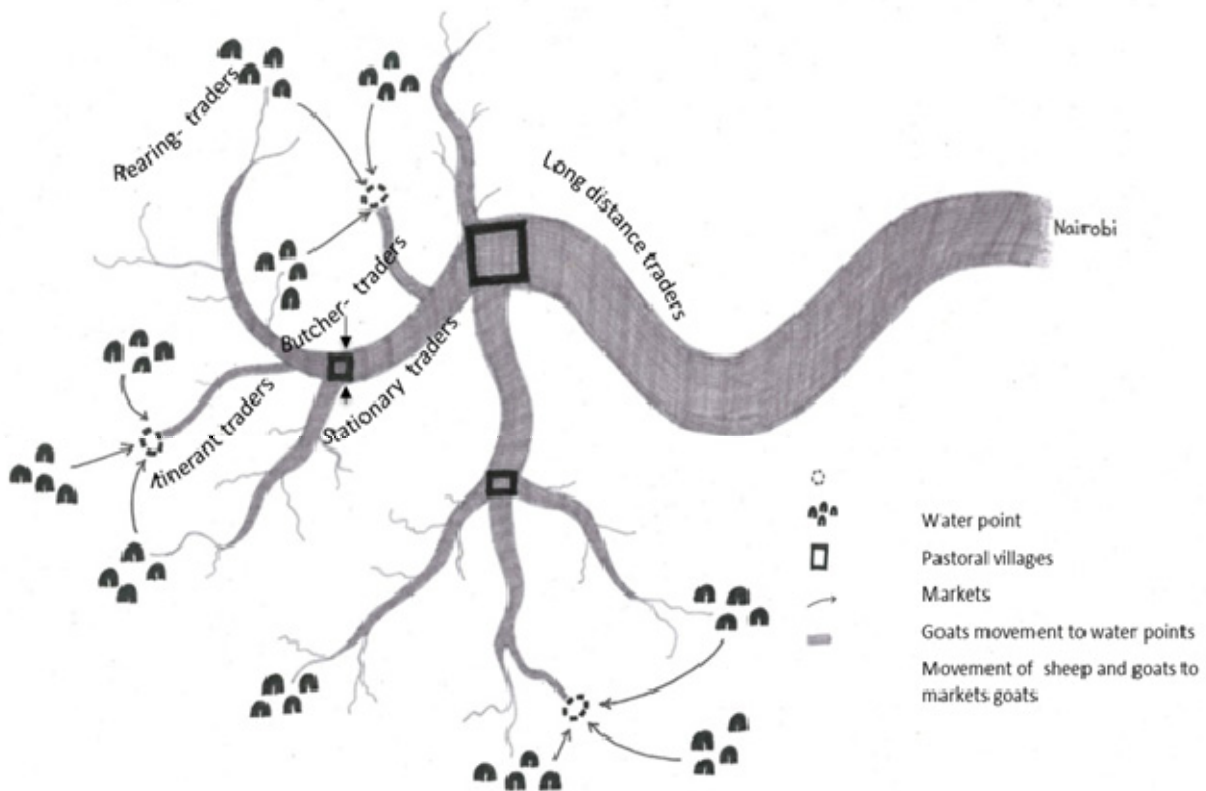 Rearing- traders
Long distance traders
Nairobi
Butcher- traders
Stationary traders
Itinerant traders
Water point
Pastoral villages
Markets
Goats movement to water points
Movement of sheep and goats to
markets goats